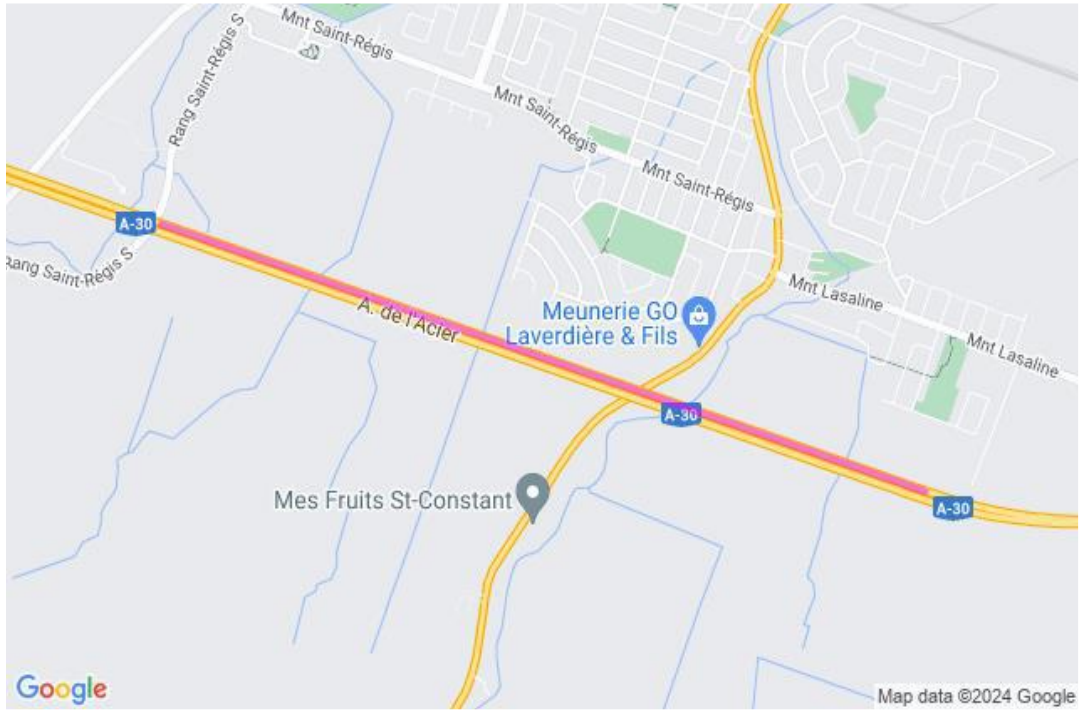 Mnt Saint-Régis
Rang Saint-Régis S
Mnt Saint-Régis
Mnt Saint-Régis
A-30
Rang Saint-Régis S
Mnt Lasaline
A. de l'Acier
Meunerie GO
Laverdière & Fils
Mnt Lasaline
A-30
Mes Fruits St-Constant
A-30
Google
Map data ©2024 Google